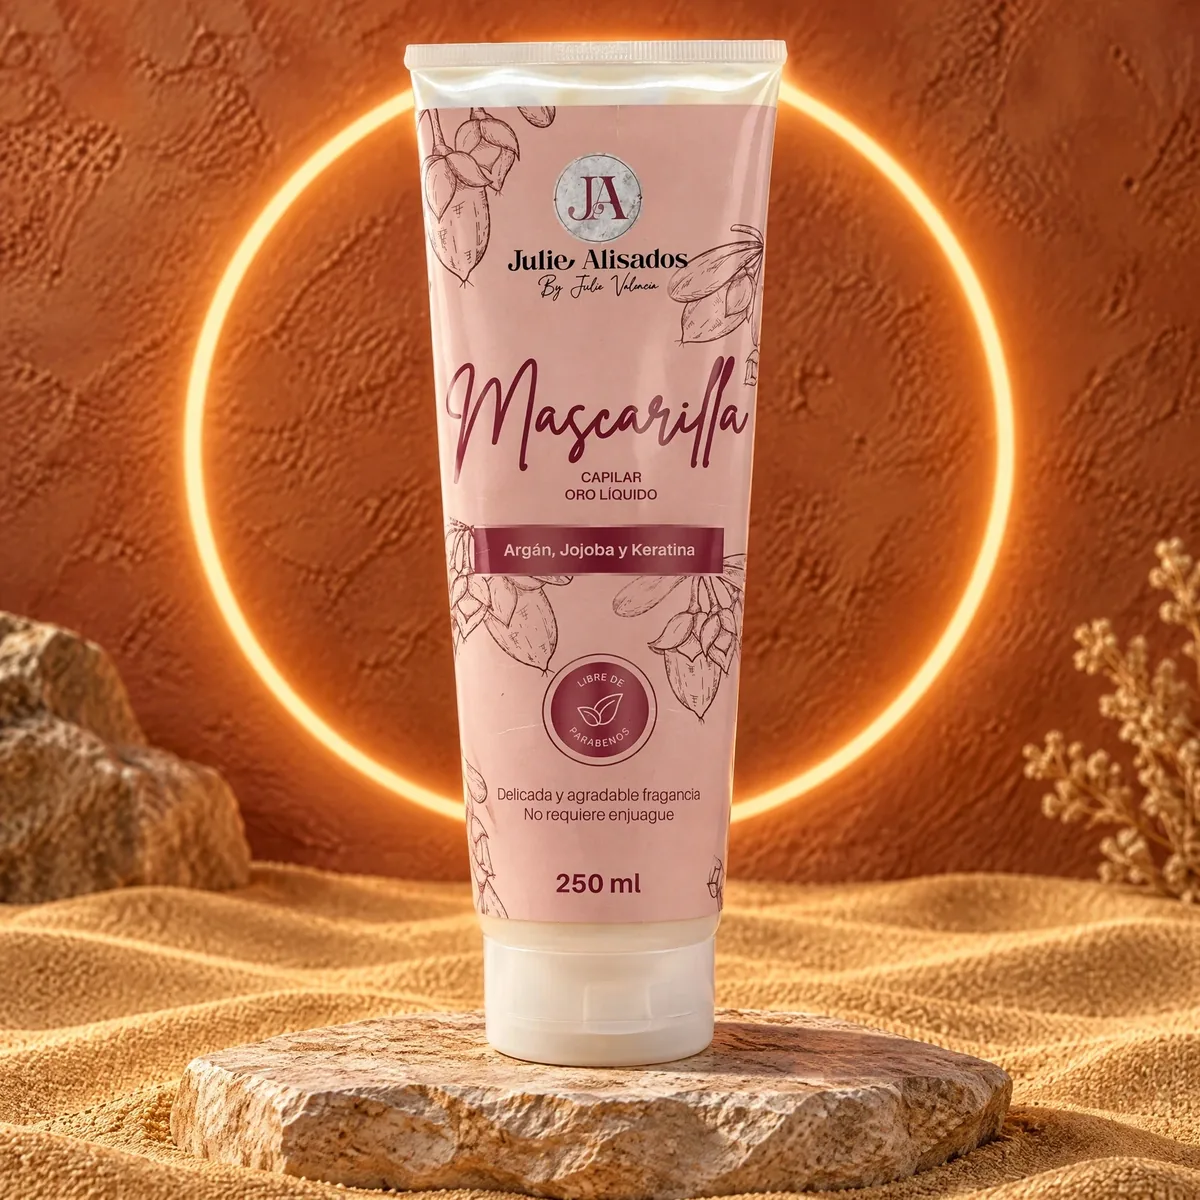 JA
Julie Alisados
By Julie Valencia
Mascarilla
CAPILAR
ORO LÍQUIDO
Argán, Jojoba y Keratina
LIBRE DE
PARABENOS
Delicada y agradable fragancia
No requiere enjuague
250 ml